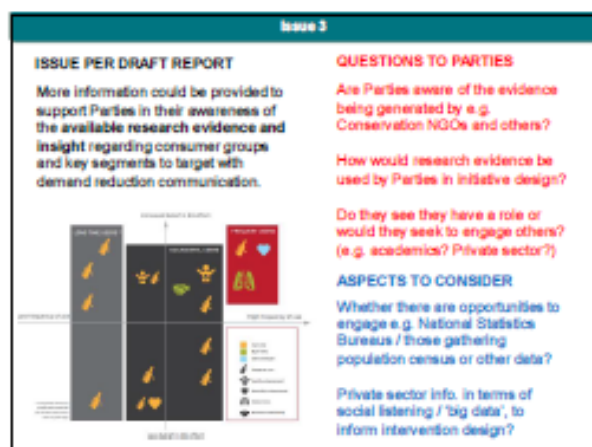 Issue 3
ISSUE PER DRAFT REPORT
More information could be provided to
support Parties in their awareness of
the available research evidence and
insight regarding consumer groups
and key segments to target with
demand reduction communication.
QUESTIONS TO PARTIES
Are Parties aware of the evidence
being generated by e.g.
Conservation NGOs and others?
How would research evidence be
used by Parties in initiative design?
Do they see they have a role or
would they seek to engage others?
(e.g. academics? Private sector?)
ASPECTS TO CONSIDER
Whether there are opportunities to
engage e.g. National Statistics
Bureaus / those gathering
population census or other data?
Private sector info. in terms of
social listening / 'big data', to
inform intervention design?